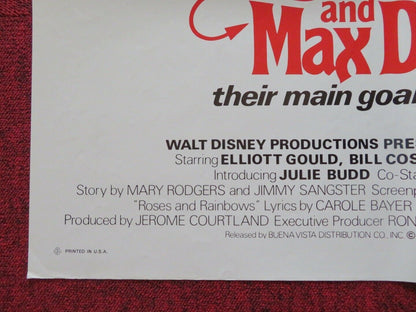 and
Max D
their main goal
WALT DISNEY PRODUCTIONS PRE
Starring ELLIOTT GOULD, BILL COS
Introducing JULIE BUDD Co-Sta
Story by MARY RODGERS and JIMMY SANGSTER Screenp
"Roses and Rainbows" Lyrics by CAROLE BAYER
Produced by JEROME COURTLAND Executive Producer RON
Released by BUENA VISTA DISTRIBUTION CO., INC. ©
PRINTED IN U.S.A.